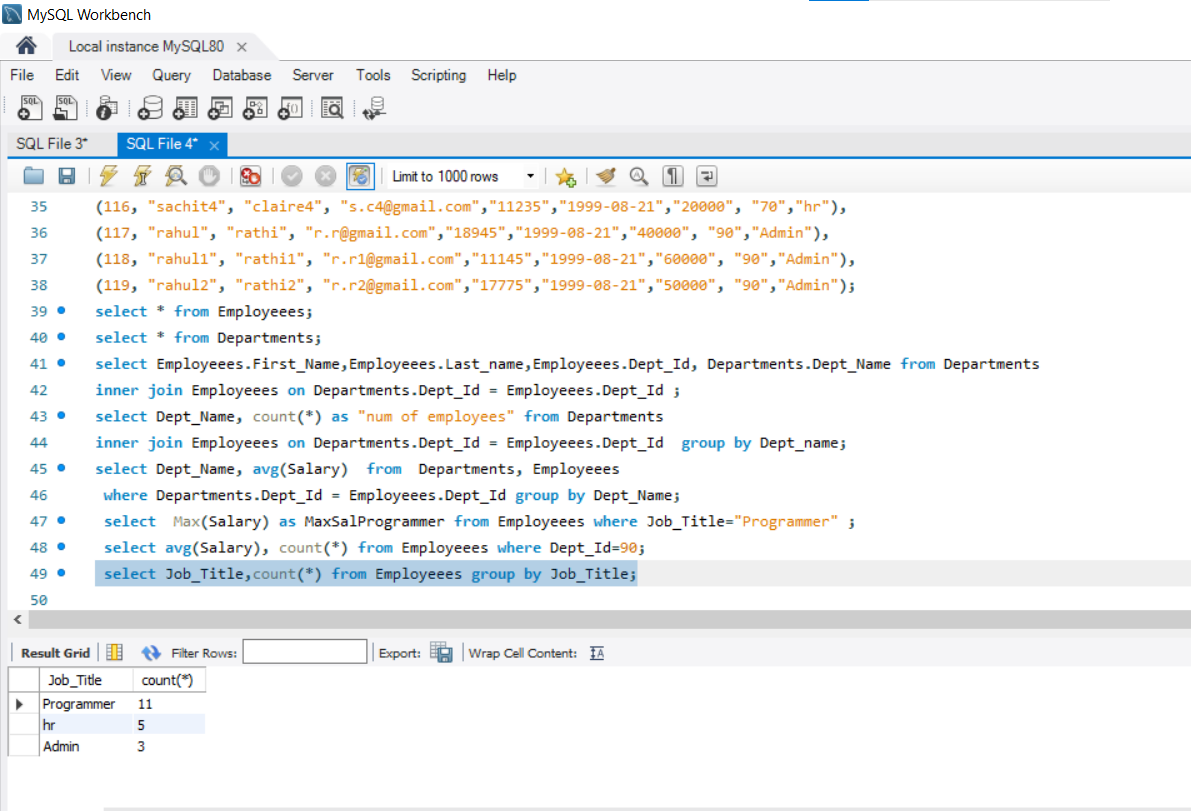 MySQL Workbench
Local instance MySQL80
File Edit View Query Database Server Tools Scripting Help
SQL File 3* SQL File 4*
Limit to 1000 rows
35 (116, "sachit4", "claire4", "s.c4@gmail.com","11235","1999-08-21","20000", "70","hr"),
36 (117, "rahul", "rathi", "r.r@gmail.com","18945","1999-08-21","40000", "90","Admin"),
37 (118, "rahul1", "rathi1", "r.r1@gmail.com","11145","1999-08-21","60000", "90","Admin"),
38 (119, "rahul2", "rathi2", "r.r2@gmail.com","17775","1999-08-21","50000", "90","Admin");
39 select * from Employeees;
40 select * from Departments;
41 select Employeees.First_Name,Employeees.Last_name,Employeees.Dept_Id, Departments.Dept_Name from Departments
42 inner join Employeees on Departments.Dept_Id = Employeees.Dept_Id ;
43 select Dept_Name, count(*) as "num of employees" from Departments
44 inner join Employeees on Departments.Dept_Id = Employeees.Dept_Id  group by Dept_name;
45 select Dept_Name, avg(Salary)  from  Departments, Employeees
46 where Departments.Dept_Id = Employeees.Dept_Id group by Dept_Name;
47 select  Max(Salary) as MaxSalProgrammer from Employeees where Job_Title="Programmer" ;
48 select avg(Salary), count(*) from Employeees where Dept_Id=90;
49 select Job_Title,count(*) from Employeees group by Job_Title;
50
Result Grid Filter Rows: Export: Wrap Cell Content:
Job_Title count(*)
Programmer 11
hr 5
Admin 3